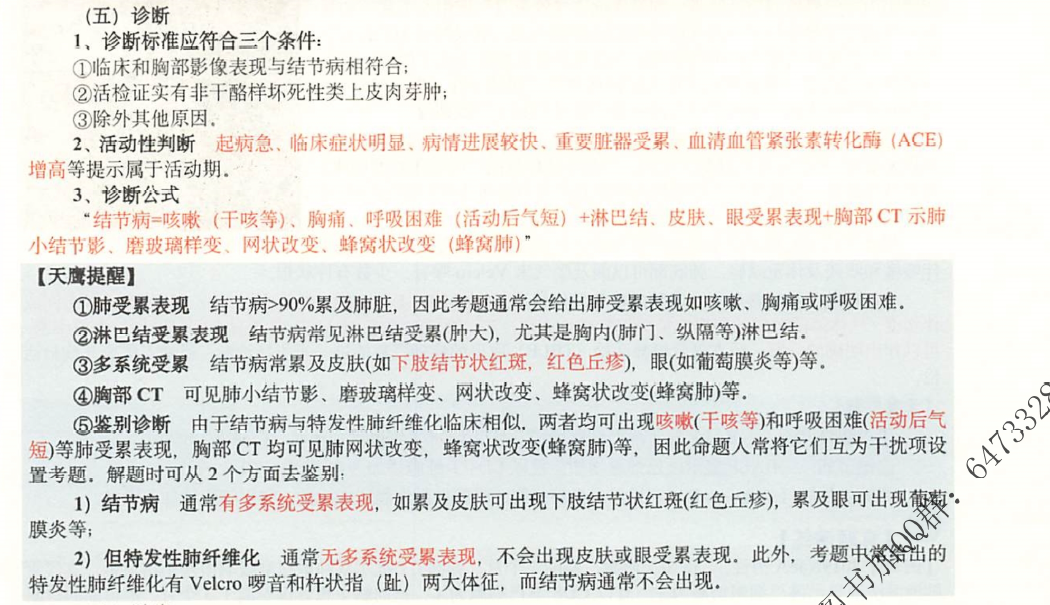 （五）诊断
1、诊断标准应符合三个条件：
①临床和胸部影像表现与结节病相符合；
②活检证实有非干酪样坏死性类上皮肉芽肿；
③除外其他原因。
2、活动性判断　起病急、临床症状明显、病情进展较快、重要脏器受累、血清血管紧张素转化酶（ACE）
增高等提示属于活动期。
3、诊断公式
“结节病=咳嗽（干咳等）、胸痛、呼吸困难（活动后气短）+淋巴结、皮肤、眼受累表现+胸部 CT 示肺
小结节影、磨玻璃样变、网状改变、蜂窝状改变（蜂窝肺）”
【天鹰提醒】
①肺受累表现　结节病>90%累及肺脏，因此考题通常会给出肺受累表现如咳嗽、胸痛或呼吸困难。
②淋巴结受累表现　结节病常见淋巴结受累(肿大)，尤其是胸内(肺门、纵隔等)淋巴结。
③多系统受累　结节病常累及皮肤(如下肢结节状红斑，红色丘疹)，眼(如葡萄膜炎等)等。
④胸部 CT　可见肺小结节影、磨玻璃样变、网状改变、蜂窝状改变(蜂窝肺)等。
⑤鉴别诊断　由于结节病与特发性肺纤维化临床相似，两者均可出现咳嗽(干咳等)和呼吸困难(活动后气
短)等肺受累表现，胸部 CT 均可见肺网状改变，蜂窝状改变(蜂窝肺)等，因此命题人常将它们互为干扰项设
置考题。解题时可从 2 个方面去鉴别：
1）结节病　通常有多系统受累表现，如累及皮肤可出现下肢结节状红斑(红色丘疹)，累及眼可出现葡萄
膜炎等；
2）但特发性肺纤维化　通常无多系统受累表现，不会出现皮肤或眼受累表现。此外，考题中常给出的
特发性肺纤维化有 Velcro 啰音和杵状指（趾）两大体征，而结节病通常不会出现。
图书加QQ群：6473328